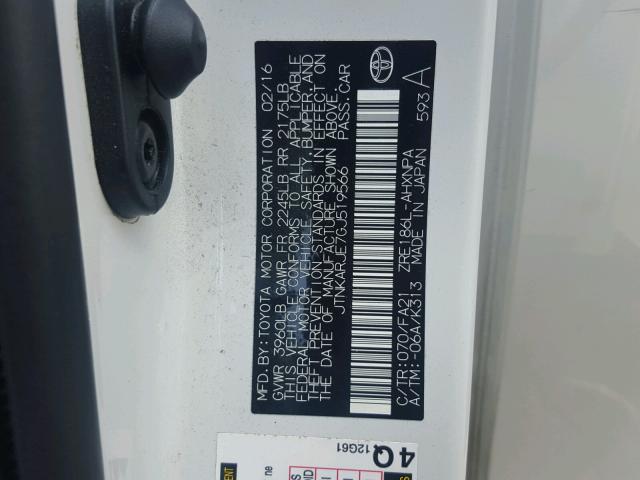 MFD. BY: TOYOTA MOTOR CORPORATION 02/16
GVWR 3960LB GAWR FR 2245LB RR 2175LB
THIS VEHICLE CONFORMS TO ALL APPLICABLE
FEDERAL MOTOR VEHICLE SAFETY, BUMPER, AND
THEFT PREVENTION STANDARDS IN EFFECT ON
THE DATE OF MANUFACTURE SHOWN ABOVE.
JTNKARJE7GJ519566 PASS. CAR
C/TR: 070/FA21 ZRE186L-AHXNPA
A/TM: -06A/K313 MADE IN JAPAN 593 A
4Q 12G61